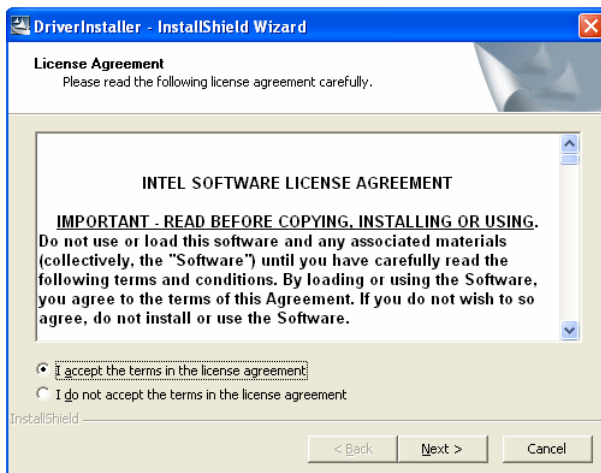 DriverInstaller - InstallShield Wizard
License Agreement
Please read the following license agreement carefully.
INTEL SOFTWARE LICENSE AGREEMENT
IMPORTANT - READ BEFORE COPYING, INSTALLING OR USING.
Do not use or load this software and any associated materials
(collectively, the "Software") until you have carefully read the
following terms and conditions. By loading or using the Software,
you agree to the terms of this Agreement. If you do not wish to so
agree, do not install or use the Software.
I accept the terms in the license agreement
I do not accept the terms in the license agreement
InstallShield
< Back
Next >
Cancel